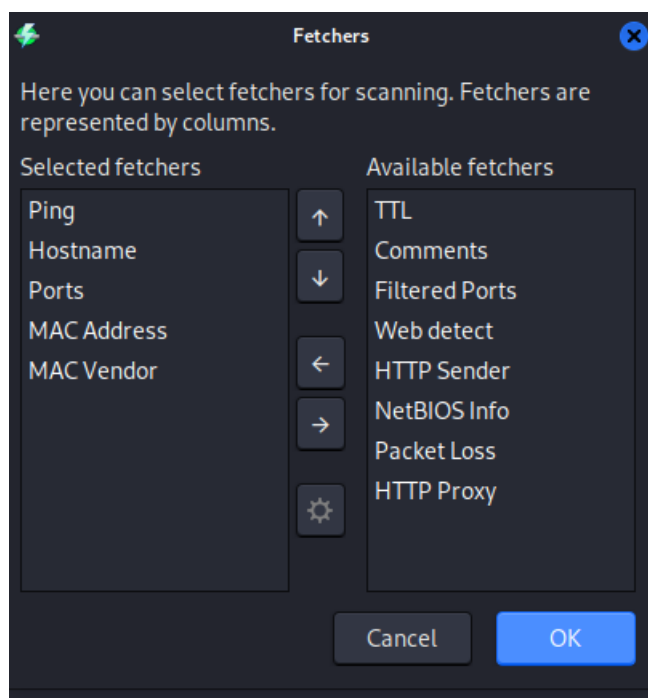 Fetchers
Here you can select fetchers for scanning. Fetchers are
represented by columns.
Selected fetchers
Ping
Hostname
Ports
MAC Address
MAC Vendor
Available fetchers
TTL
Comments
Filtered Ports
Web detect
HTTP Sender
NetBIOS Info
Packet Loss
HTTP Proxy
Cancel
OK